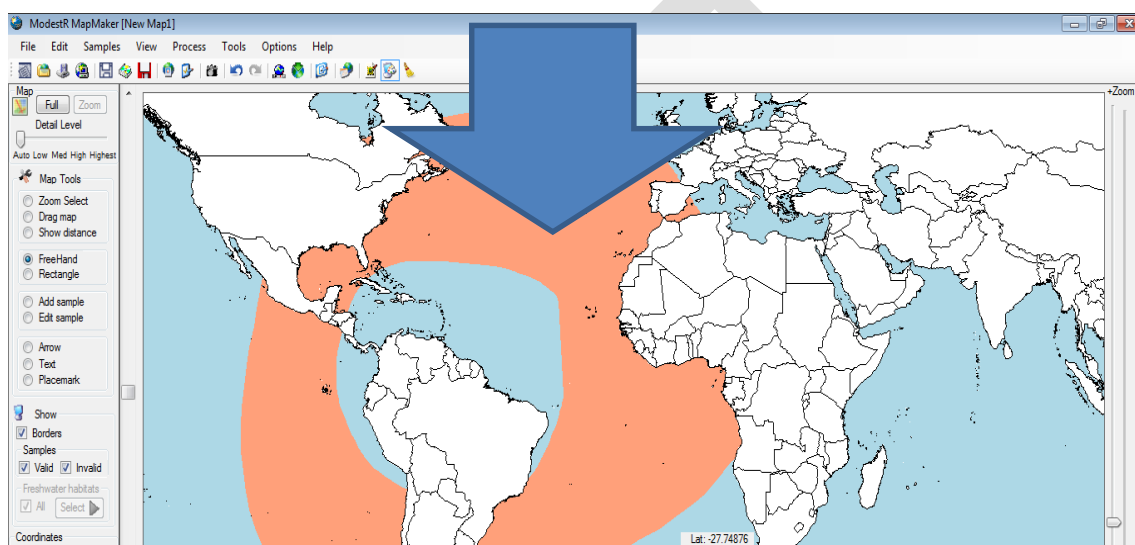 ModestR MapMaker [New Map1]
File Edit Samples View Process Tools Options Help
Map
Full Zoom
Detail Level
Auto Low Med High Highest
Map Tools
Zoom Select
Drag map
Show distance
FreeHand
Rectangle
Add sample
Edit sample
Arrow
Text
Placemark
Show
Borders
Samples
Valid Invalid
Freshwater habitats
All Select
Coordinates
+Zoom
Lat: -27.74876